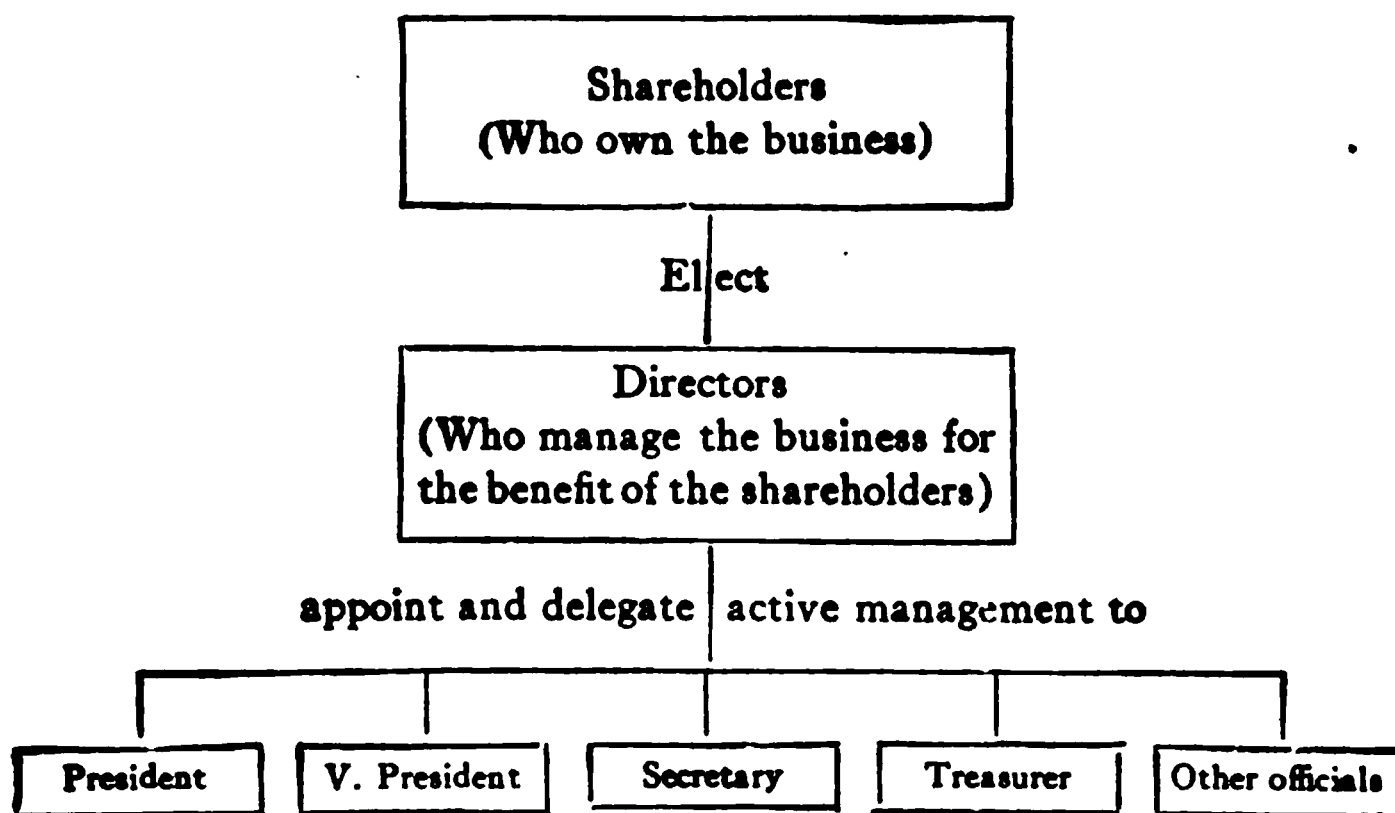 Shareholders
(Who own the business)
Elect
Directors
(Who manage the business for
the benefit of the shareholders)
appoint and delegate active management to
President
V. President
Secretary
Treasurer
Other officials